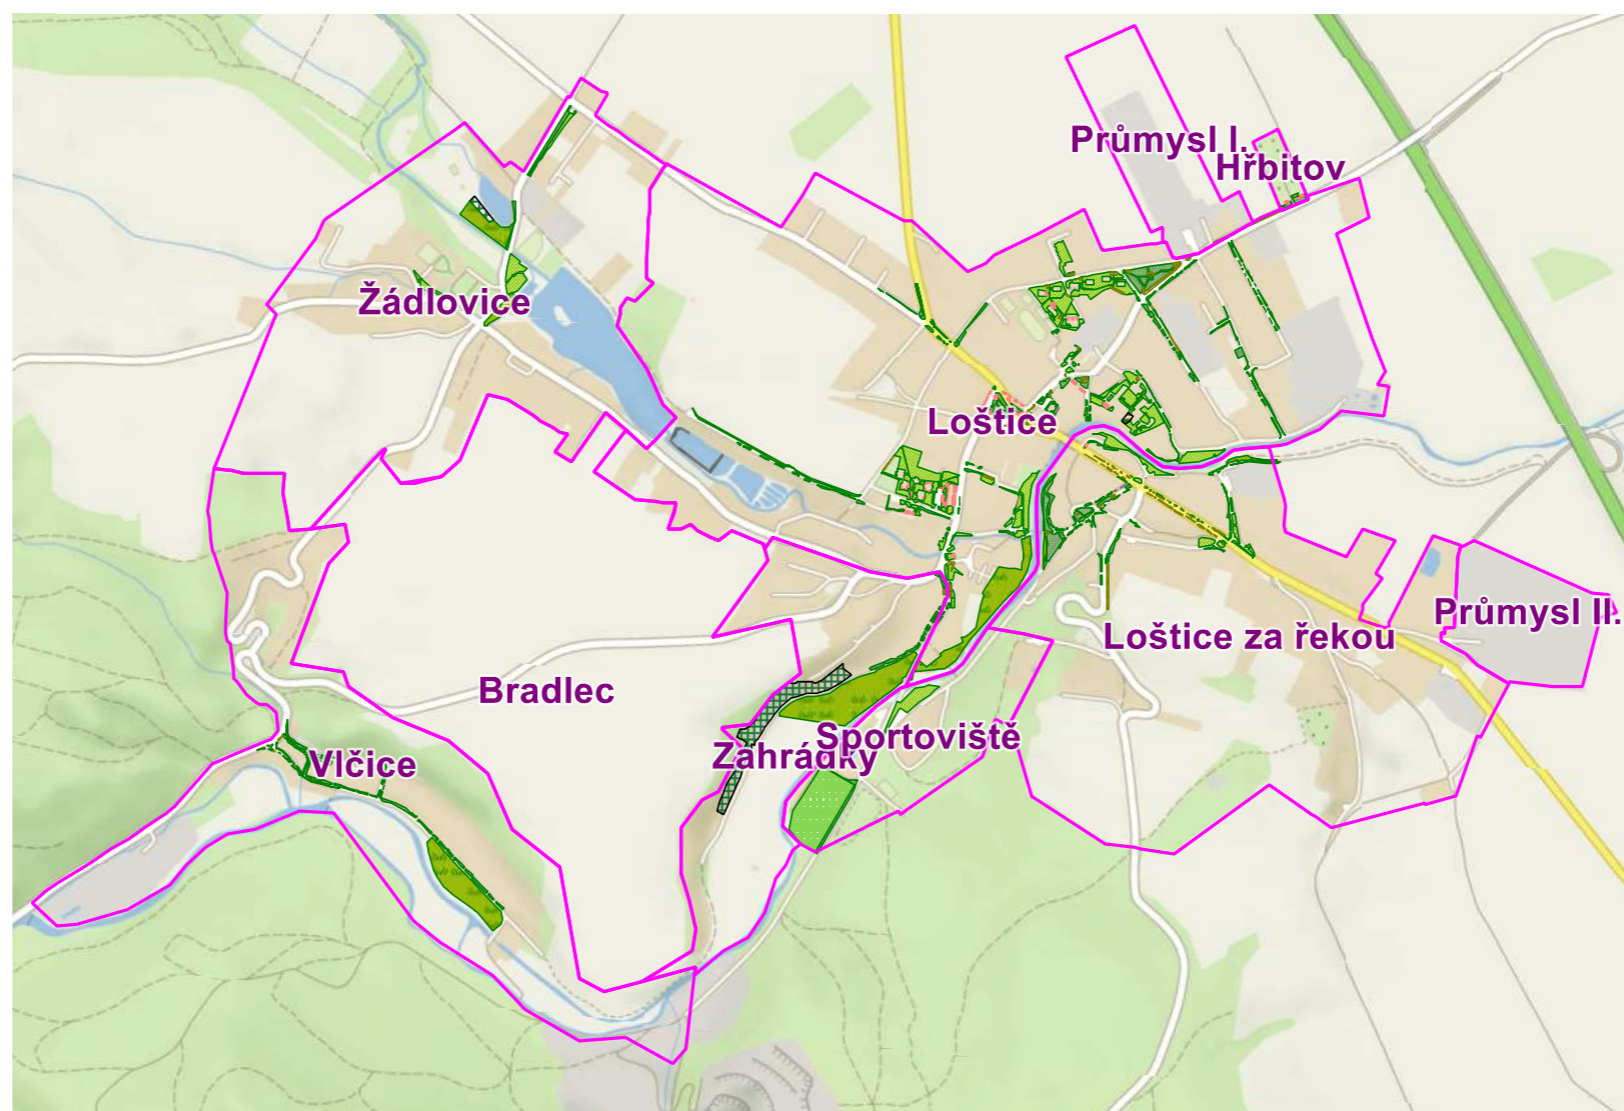 Průmysl I.
Hřbitov
Žádlovice
Loštice
Průmysl II.
Loštice za řekou
Bradlec
Sportoviště
Zahrádky
Vlčice